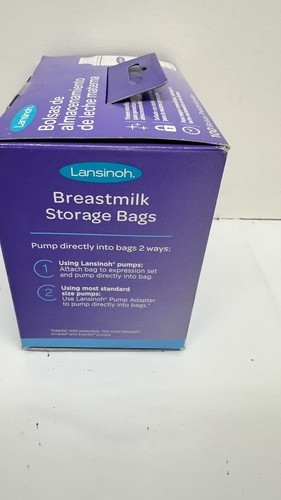 Lansinoh.
Bolsas de
almacenamiento
de leche materna
100
Lansinoh.
Breastmilk
Storage Bags
Pump directly into bags 2 ways:
1 Using Lansinoh® pumps:
Attach bag to expression set
and pump directly into bag.
2 Using most standard
size pumps:
Use Lansinoh® Pump Adapter
to pump directly into bags.*